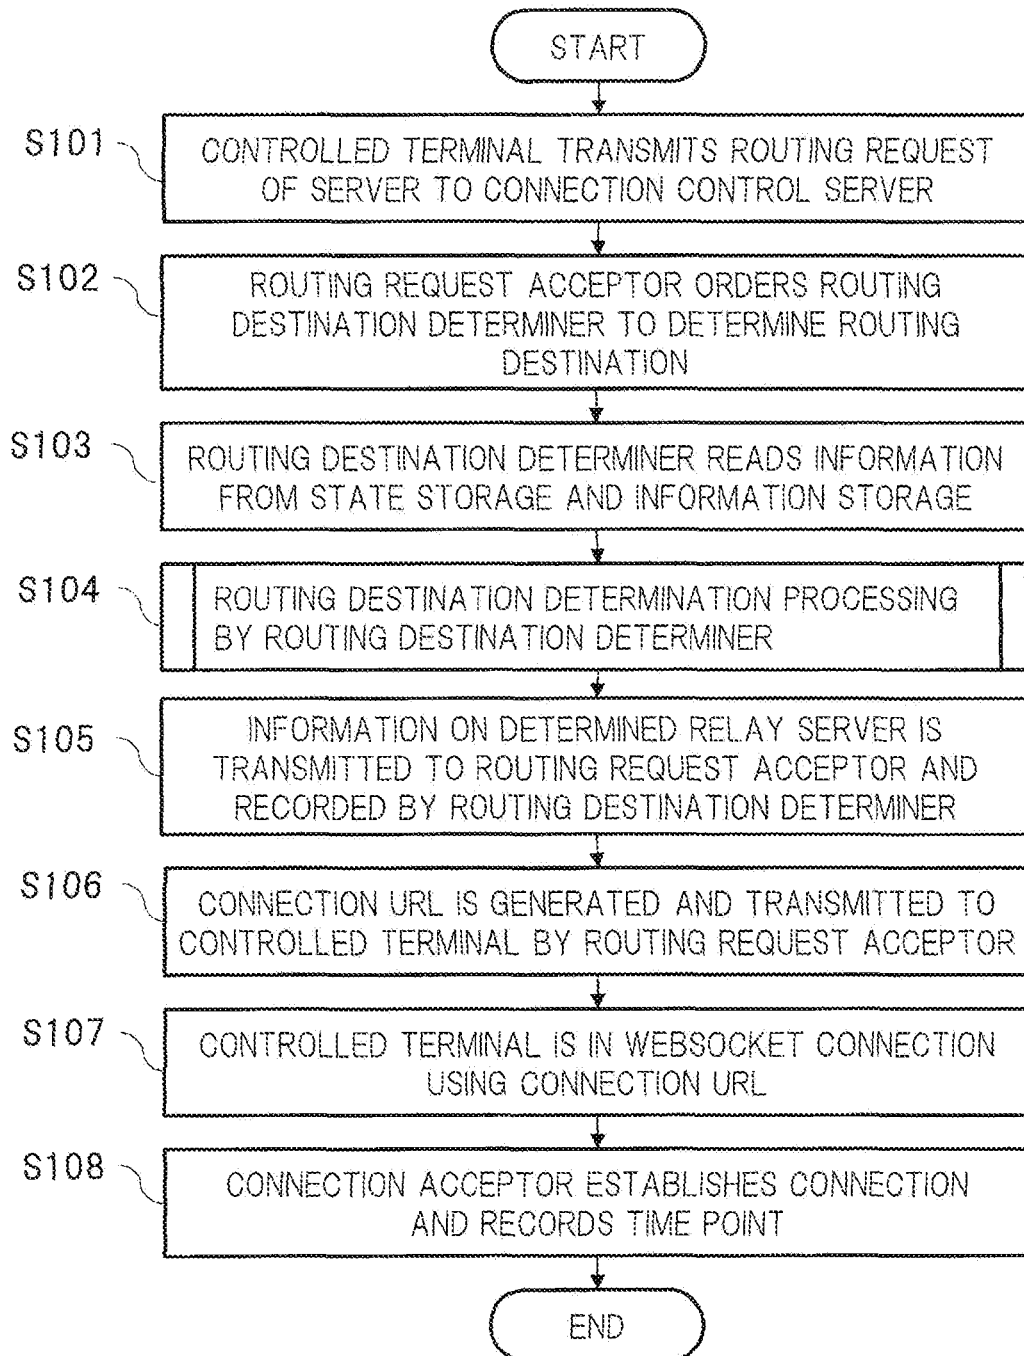 START
S101
CONTROLLED TERMINAL TRANSMITS ROUTING REQUEST
OF SERVER TO CONNECTION CONTROL SERVER
S102
ROUTING REQUEST ACCEPTOR ORDERS ROUTING
DESTINATION DETERMINER TO DETERMINE ROUTING
DESTINATION
S103
ROUTING DESTINATION DETERMINER READS INFORMATION
FROM STATE STORAGE AND INFORMATION STORAGE
S104
ROUTING DESTINATION DETERMINATION PROCESSING
BY ROUTING DESTINATION DETERMINER
S105
INFORMATION ON DETERMINED RELAY SERVER IS
TRANSMITTED TO ROUTING REQUEST ACCEPTOR AND
RECORDED BY ROUTING DESTINATION DETERMINER
S106
CONNECTION URL IS GENERATED AND TRANSMITTED TO
CONTROLLED TERMINAL BY ROUTING REQUEST ACCEPTOR
S107
CONTROLLED TERMINAL IS IN WEBSOCKET CONNECTION
USING CONNECTION URL
S108
CONNECTION ACCEPTOR ESTABLISHES CONNECTION
AND RECORDS TIME POINT
END